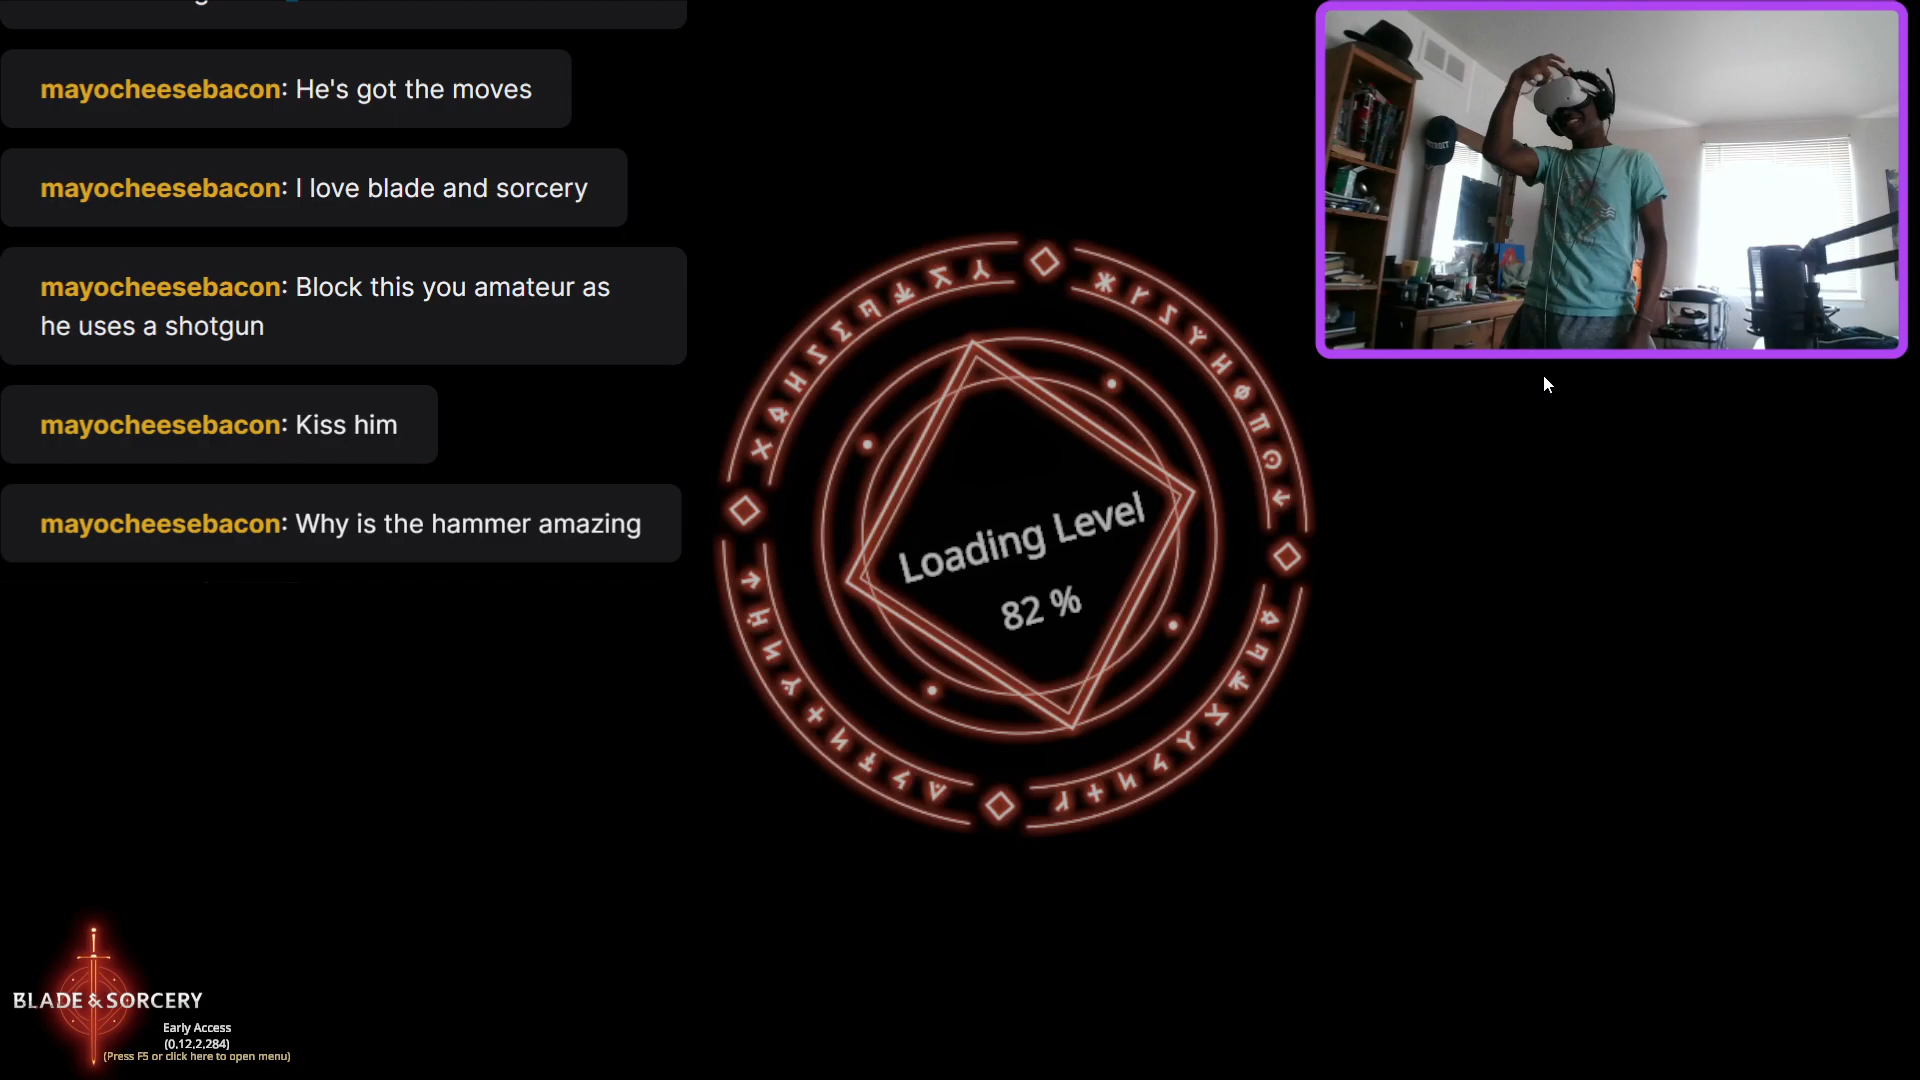 mayocheesebacon: He's got the moves
mayocheesebacon: I love blade and sorcery
mayocheesebacon: Block this you amateur as
he uses a shotgun
mayocheesebacon: Kiss him
mayocheesebacon: Why is the hammer amazing
Loading Level
82 %
DETROIT
BLADE & SORCERY
Early Access
(0.12.2.284)
(Press F5 or click here to open menu)